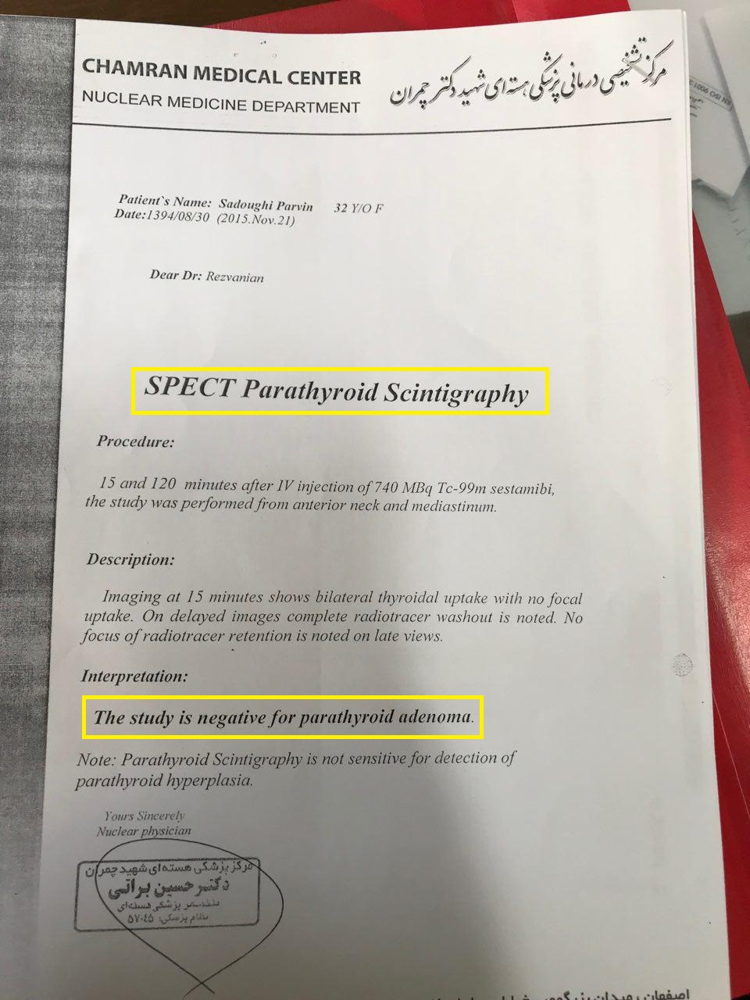 CHAMRAN MEDICAL CENTER
NUCLEAR MEDICINE DEPARTMENT
مرکز تشخیصی درمانی پزشکی هسته ای شهید دکتر چمران
EN ISO 9001:2
Patient`s Name: Sadoughi Parvin 32 Y/O F
Date:1394/08/30 (2015.Nov.21)
Dear Dr: Rezvanian
SPECT Parathyroid Scintigraphy
Procedure:
15 and 120 minutes after IV injection of 740 MBq Tc-99m sestamibi,
the study was performed from anterior neck and mediastinum.
Description:
Imaging at 15 minutes shows bilateral thyroidal uptake with no focal
uptake. On delayed images complete radiotracer washout is noted. No
focus of radiotracer retention is noted on late views.
Interpretation:
The study is negative for parathyroid adenoma.
Note: Parathyroid Scintigraphy is not sensitive for detection of
parathyroid hyperplasia.
Yours Sincerely
Nuclear physician
مرکز پزشکی هسته ای شهید چمران
دکتر حسین براتی
متخصص پزشکی هسته ای
نظام پزشکی: ۵۷۰۴۵
اصفهان، میدان بزرگمهر